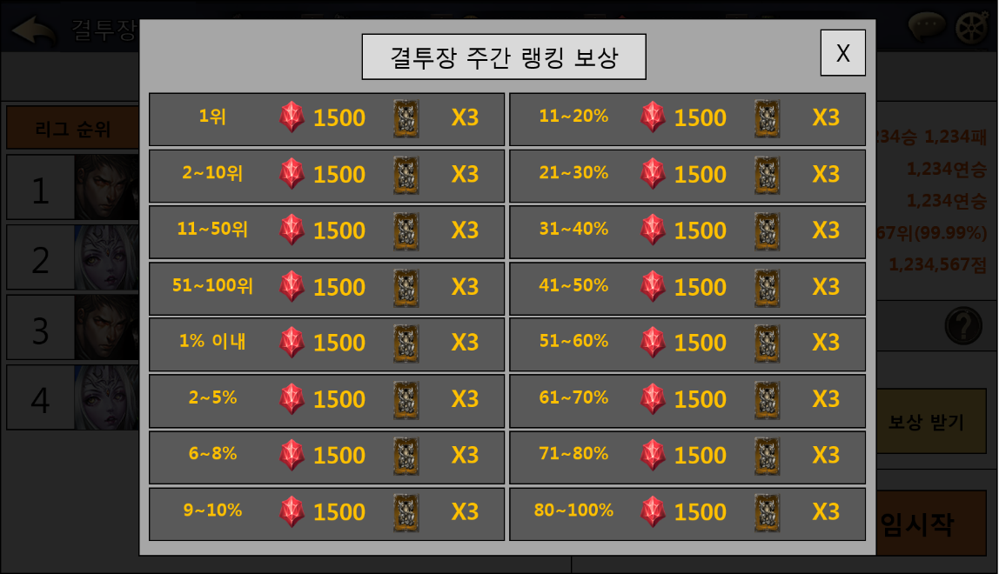 결투장
결투장 주간 랭킹 보상
X
1위 1500 X3
2~10위 1500 X3
11~50위 1500 X3
51~100위 1500 X3
1% 이내 1500 X3
2~5% 1500 X3
6~8% 1500 X3
9~10% 1500 X3
11~20% 1500 X3
21~30% 1500 X3
31~40% 1500 X3
41~50% 1500 X3
51~60% 1500 X3
61~70% 1500 X3
71~80% 1500 X3
80~100% 1500 X3
리그 순위
1
2
3
4
234승 1,234패
1,234연승
1,234연승
67위(99.99%)
1,234,567점
?
보상 받기
임시작